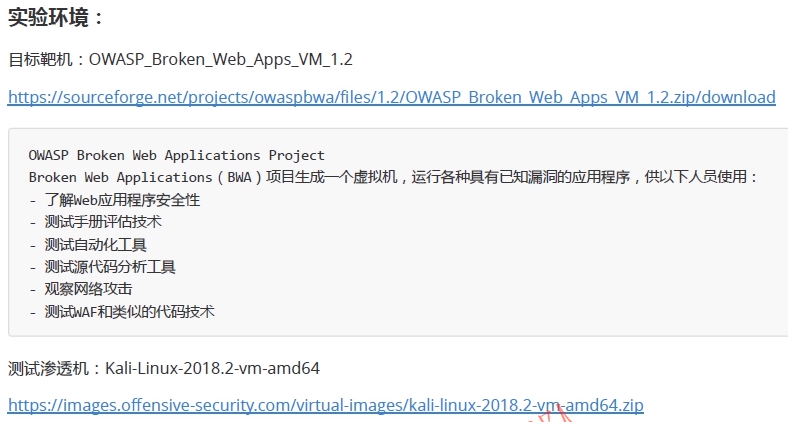 实验环境：
目标靶机：OWASP_Broken_Web_Apps_VM_1.2
https://sourceforge.net/projects/owaspbwa/files/1.2/OWASP_Broken_Web_Apps_VM_1.2.zip/download
OWASP Broken Web Applications Project
Broken Web Applications（BWA）项目生成一个虚拟机，运行各种具有已知漏洞的应用程序，供以下人员使用：
- 了解Web应用程序安全性
- 测试手册评估技术
- 测试自动化工具
- 测试源代码分析工具
- 观察网络攻击
- 测试WAF和类似的代码技术
测试渗透机：Kali-Linux-2018.2-vm-amd64
https://images.offensive-security.com/virtual-images/kali-linux-2018.2-vm-amd64.zip